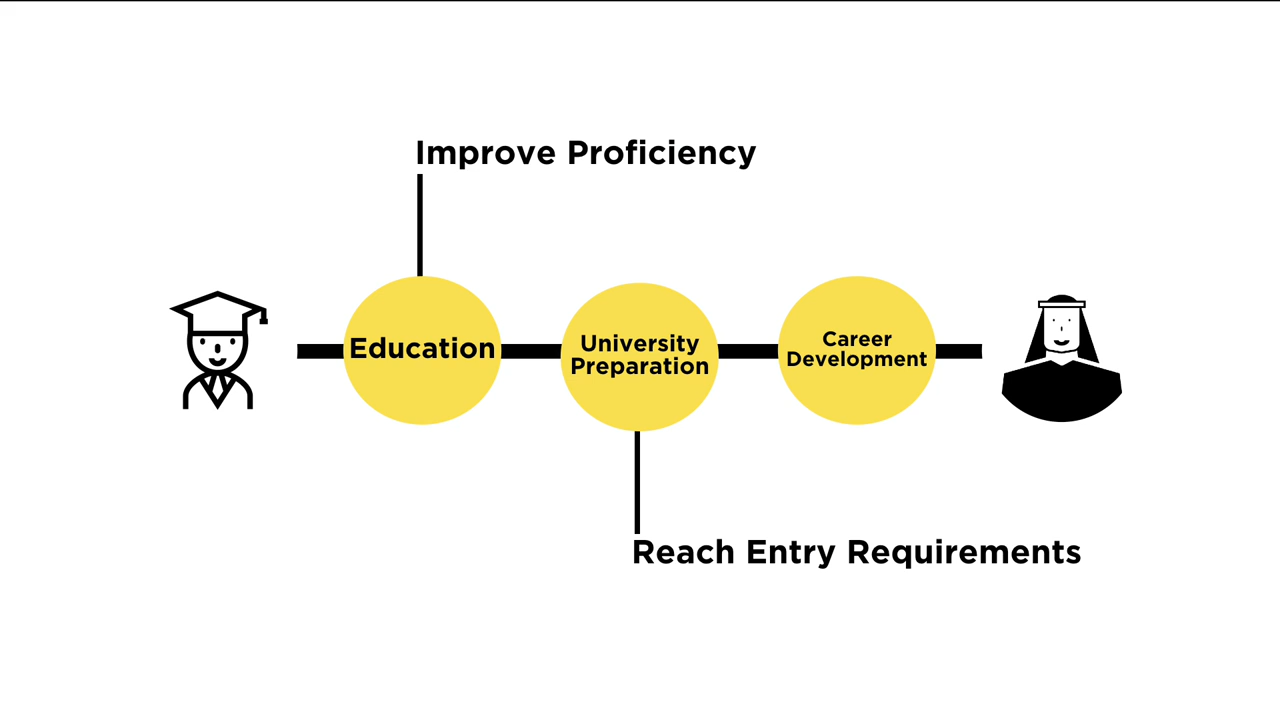 Improve Proficiency
Education
University
Preparation
Career
Development
Reach Entry Requirements